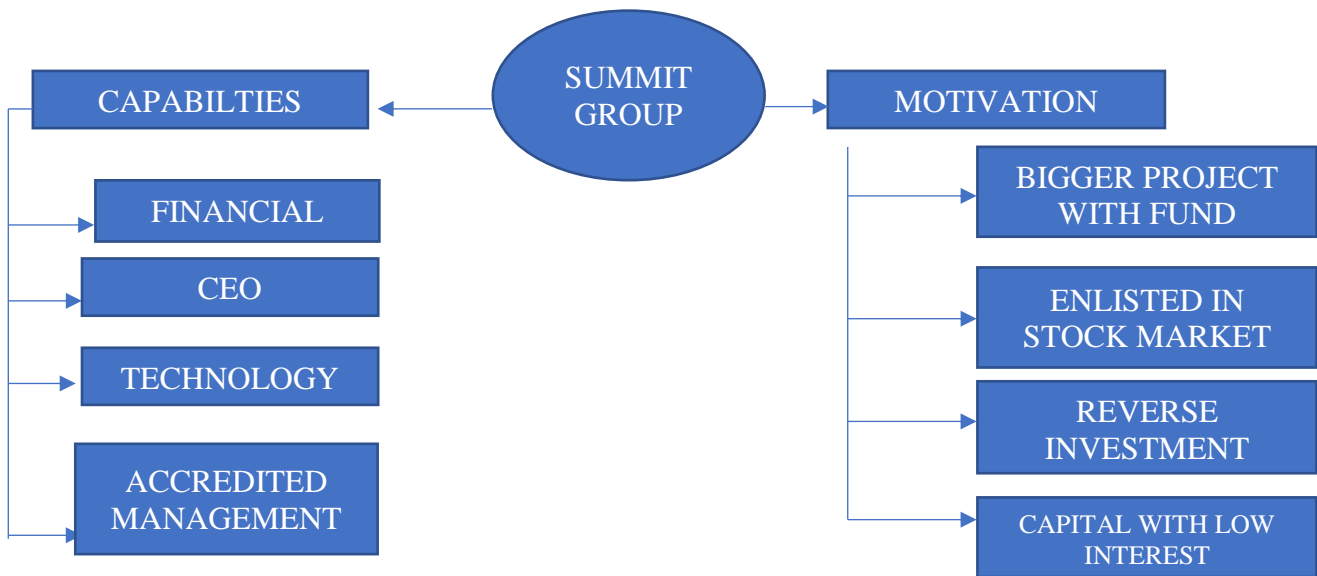 SUMMIT
GROUP
CAPABILTIES
FINANCIAL
CEO
TECHNOLOGY
ACCREDITED
MANAGEMENT
MOTIVATION
BIGGER PROJECT
WITH FUND
ENLISTED IN
STOCK MARKET
REVERSE
INVESTMENT
CAPITAL WITH LOW
INTEREST